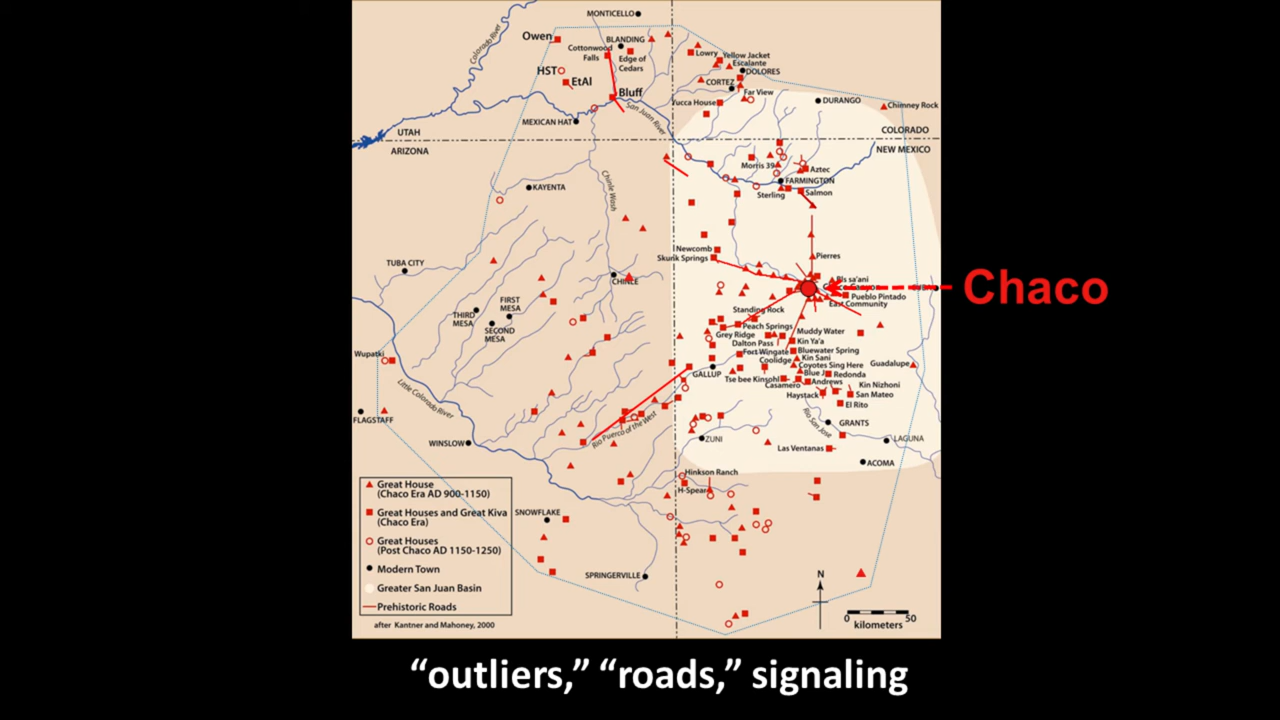 MONTICELLO
Colorado River
Owen
BLANDING
Cottonwood
Falls
Edge of
Cedars
Lowry
Yellow Jacket
Escalante
DOLORES
HST
EtAl
CORTEZ
Bluff
Far View
Yucca House
DURANGO
Chimney Rock
San Juan River
MEXICAN HAT
UTAH
COLORADO
ARIZONA
NEW MEXICO
Morris 39
Aztec
FARMINGTON
KAYENTA
Chinle Wash
Sterling
Salmon
Newcomb
Skunk Springs
Pierres
TUBA CITY
CHINLE
Bis sa'ani
Chaco
Pueblo Pintado
East Community
FIRST
MESA
THIRD
MESA
SECOND
MESA
Standing Rock
Peach Springs
Muddy Water
Grey Ridge
Dalton Pass
Kin Ya'a
Wupatki
Fort Wingate
Bluewater Spring
Coolidge
Kin Sani
Coyotes Sing Here
Guadalupe
GALLUP
Tse bee Kinsohl
Blue J
Redonda
Casamero
Andrews
Kin Nizhoni
Haystack
San Mateo
El Rito
Little Colorado River
FLAGSTAFF
Rio Puerco of the West
Rio San Jose
GRANTS
WINSLOW
ZUNI
LAGUNA
Las Ventanas
ACOMA
Hinkson Ranch
H-Spear
Great House
(Chaco Era AD 900-1150)
Great Houses and Great Kiva
(Chaco Era)
Great Houses
(Post Chaco AD 1150-1250)
Modern Town
Greater San Juan Basin
Prehistoric Roads
after Kantner and Mahoney, 2000
SNOWFLAKE
SPRINGERVILLE
N
0 50
kilometers
“outliers,” “roads,” signaling